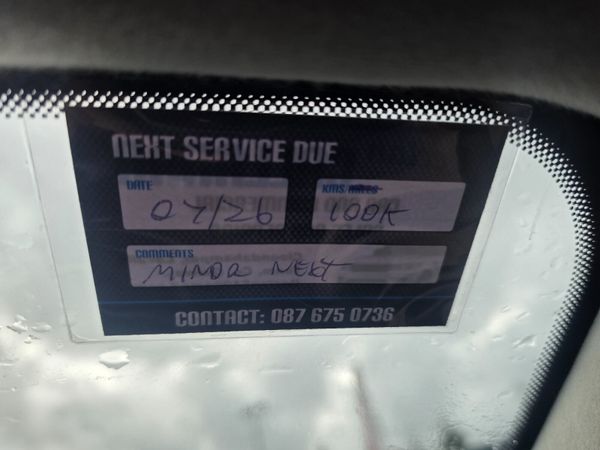 NEXT SERVICE DUE
DATE
07/26
KMS/MILES
100K
COMMENTS
MINOR NEXT
CONTACT: 087 675 0736